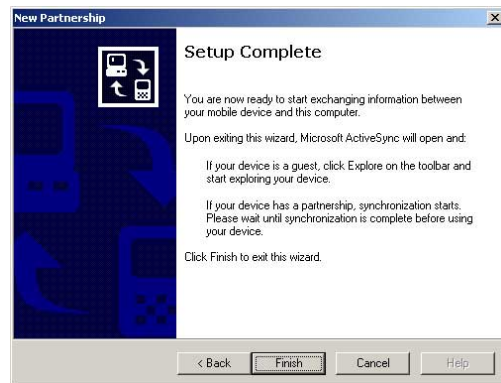 New Partnership
Setup Complete
You are now ready to start exchanging information between
your mobile device and this computer.
Upon exiting this wizard, Microsoft ActiveSync will open and:
If your device is a guest, click Explore on the toolbar and
start exploring your device.
If your device has a partnership, synchronization starts.
Please wait until synchronization is complete before using
your device.
Click Finish to exit this wizard.
< Back Finish Cancel Help